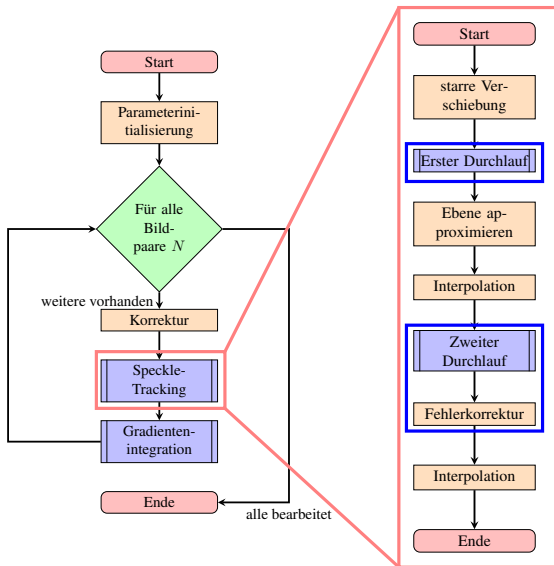 Start
Parameterini-
tialisierung
Für alle
Bild-
paare N
weitere vorhanden
Korrektur
Speckle-
Tracking
Gradienten-
integration
Ende
alle bearbeitet
Start
starre Ver-
schiebung
Erster Durchlauf
Ebene ap-
proximieren
Interpolation
Zweiter
Durchlauf
Fehlerkorrektur
Interpolation
Ende